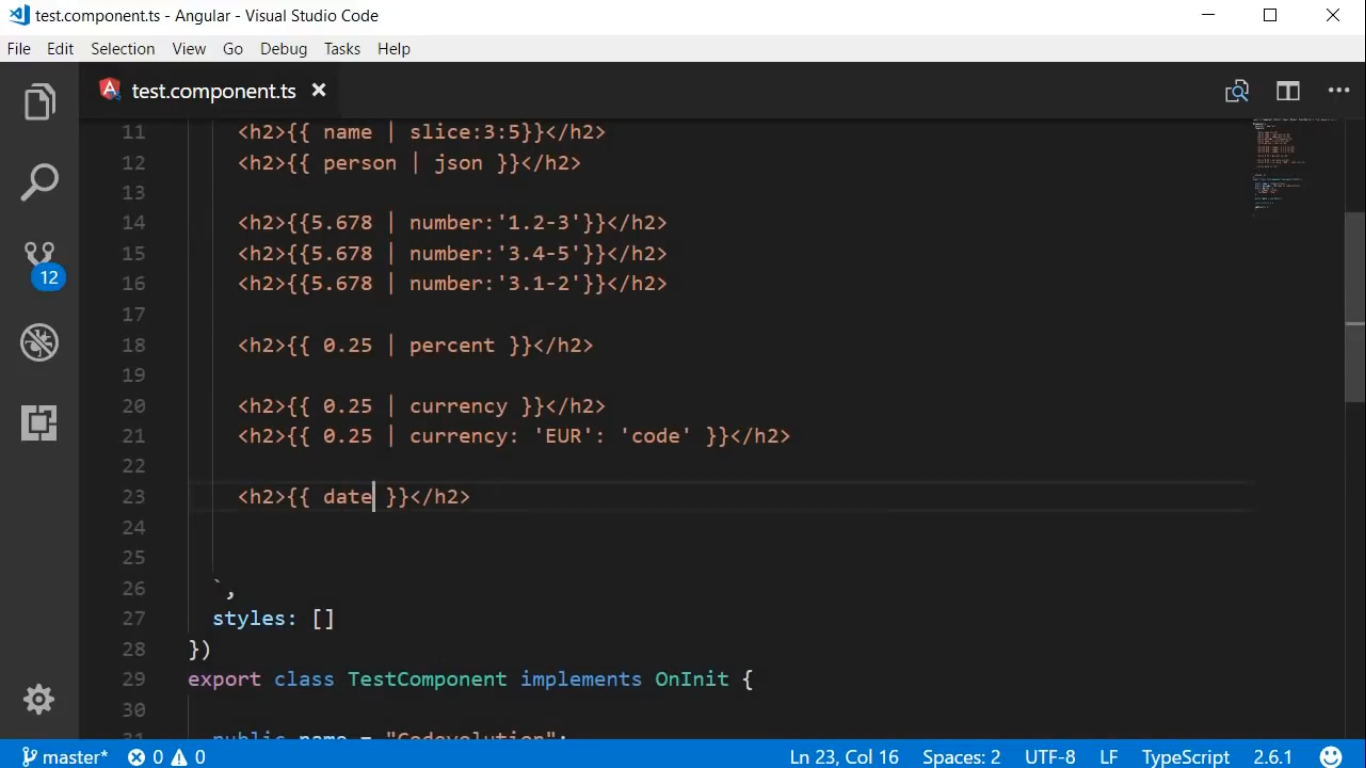 test.component.ts - Angular - Visual Studio Code
File Edit Selection View Go Debug Tasks Help
test.component.ts
11 <h2>{{ name | slice:3:5}}</h2>
12 <h2>{{ person | json }}</h2>
13
14 <h2>{{5.678 | number:'1.2-3'}}</h2>
15 <h2>{{5.678 | number:'3.4-5'}}</h2>
16 <h2>{{5.678 | number:'3.1-2'}}</h2>
17
18 <h2>{{ 0.25 | percent }}</h2>
19
20 <h2>{{ 0.25 | currency }}</h2>
21 <h2>{{ 0.25 | currency: 'EUR': 'code' }}</h2>
22
23 <h2>{{ date }}</h2>
24
25
26 `,
27 styles: []
28 })
29 export class TestComponent implements OnInit {
30
31 public name = "Codevolution";
12
master* 0 0 Ln 23, Col 16 Spaces: 2 UTF-8 LF TypeScript 2.6.1